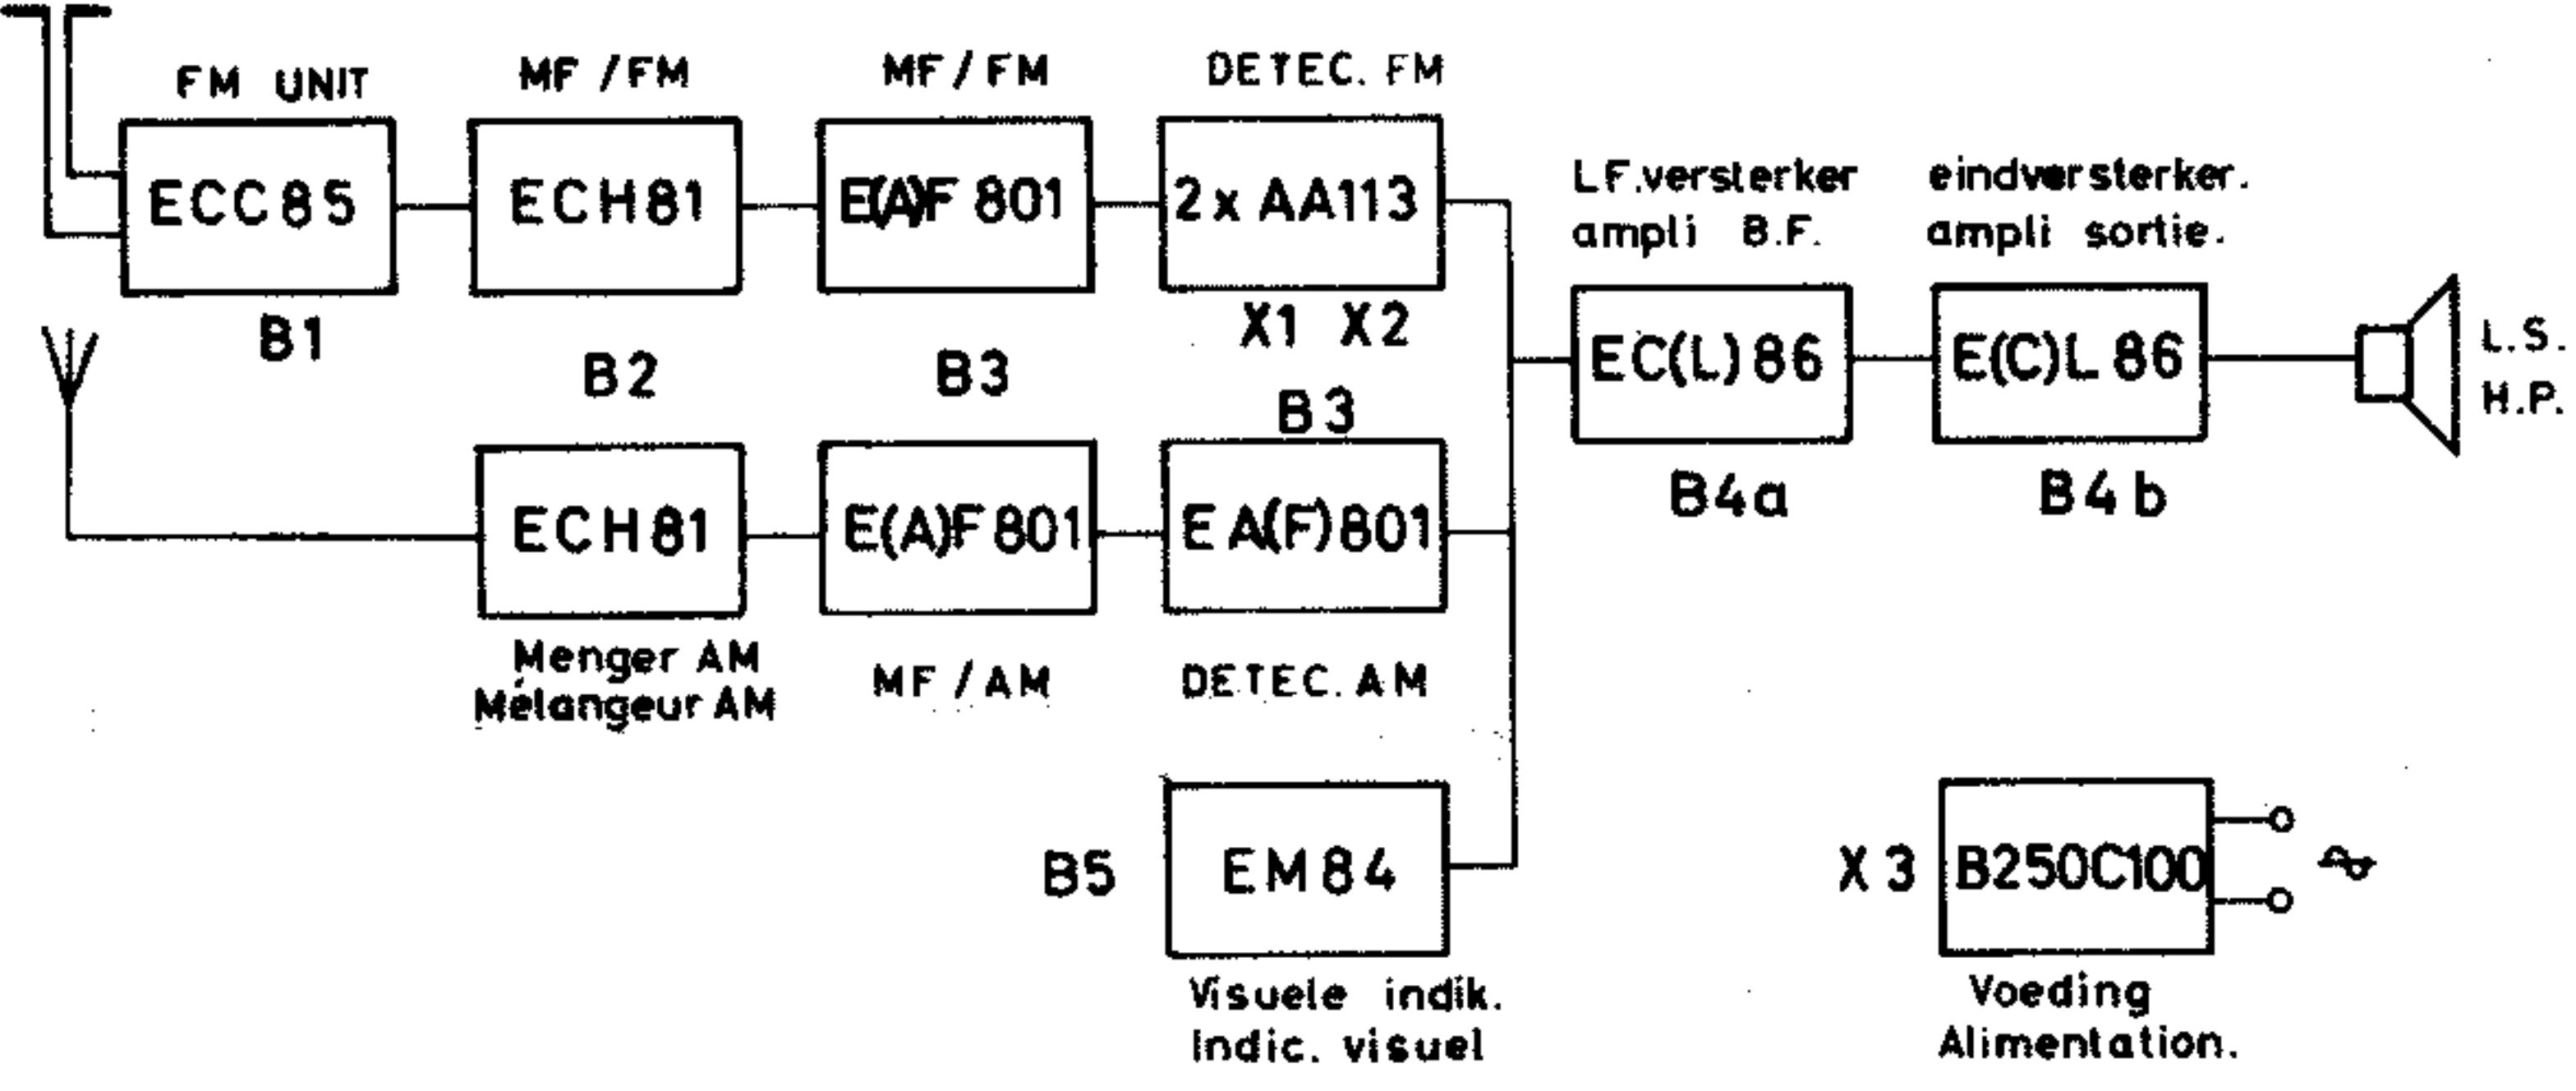 FM UNIT
MF / FM
MF / FM
DETEC. FM
ECC85
ECH81
E(A)F 801
2x AA113
LF.versterker
ampli B.F.
eindversterker.
ampli sortie.
B1
B2
B3
X1 X2
B3
EC(L)86
E(C)L 86
L.S.
H.P.
B4a
B4b
ECH81
E(A)F801
EA(F)801
Menger AM
Mélangeur AM
MF / AM
DETEC. AM
B5
EM84
Visuele indik.
Indic. visuel
X3
B250C100
Voeding
Alimentation.